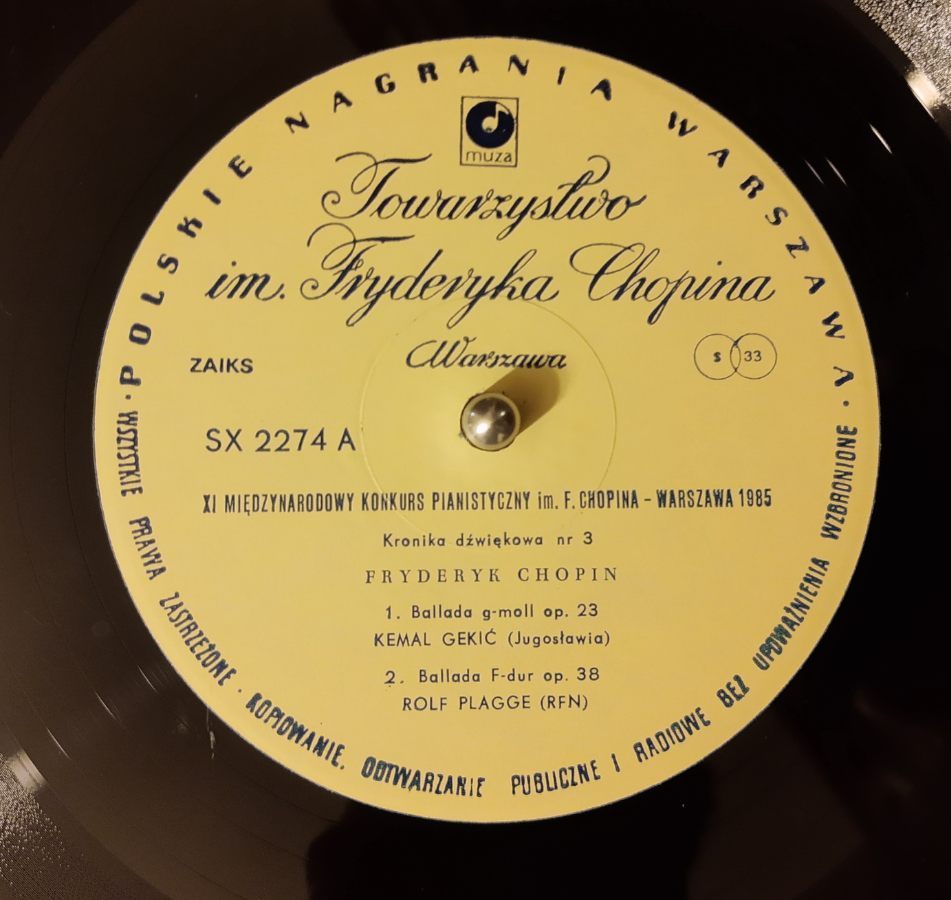 POLSKIE NAGRANIA WARSZAWA
muza
Towarzystwo
im. Fryderyka Chopina
Warszawa
ZAIKS
S 33
SX 2274 A
XI MIĘDZYNARODOWY KONKURS PIANISTYCZNY im. F. CHOPINA – WARSZAWA 1985
Kronika dźwiękowa nr 3
FRYDERYK CHOPIN
1. Ballada g-moll op. 23
KEMAL GEKIĆ (Jugosławia)
2. Ballada F-dur op. 38
ROLF PLAGGE (RFN)
· WSZYSTKIE PRAWA ZASTRZEŻONE · KOPIOWANIE, ODTWARZANIE PUBLICZNE I RADIOWE BEZ UPOWAŻNIENIA WZBRONIONE ·